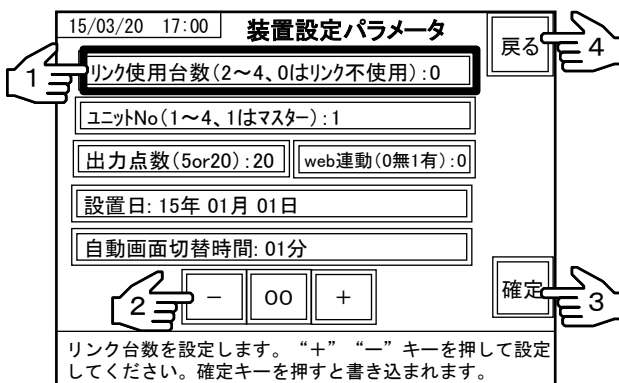 15/03/20 17:00 装置設定パラメータ 戻る 4
1 リンク使用台数(2～4、0はリンク不使用):0
ユニットNo(1～4、1はマスター):1
出力点数(5or20):20 web連動(0無1有):0
設置日: 15年 01月 01日
自動画面切替時間: 01分
2 － 00 ＋ 確定 3
リンク台数を設定します。 “＋” “－” キーを押して設定
してください。確定キーを押すと書き込まれます。